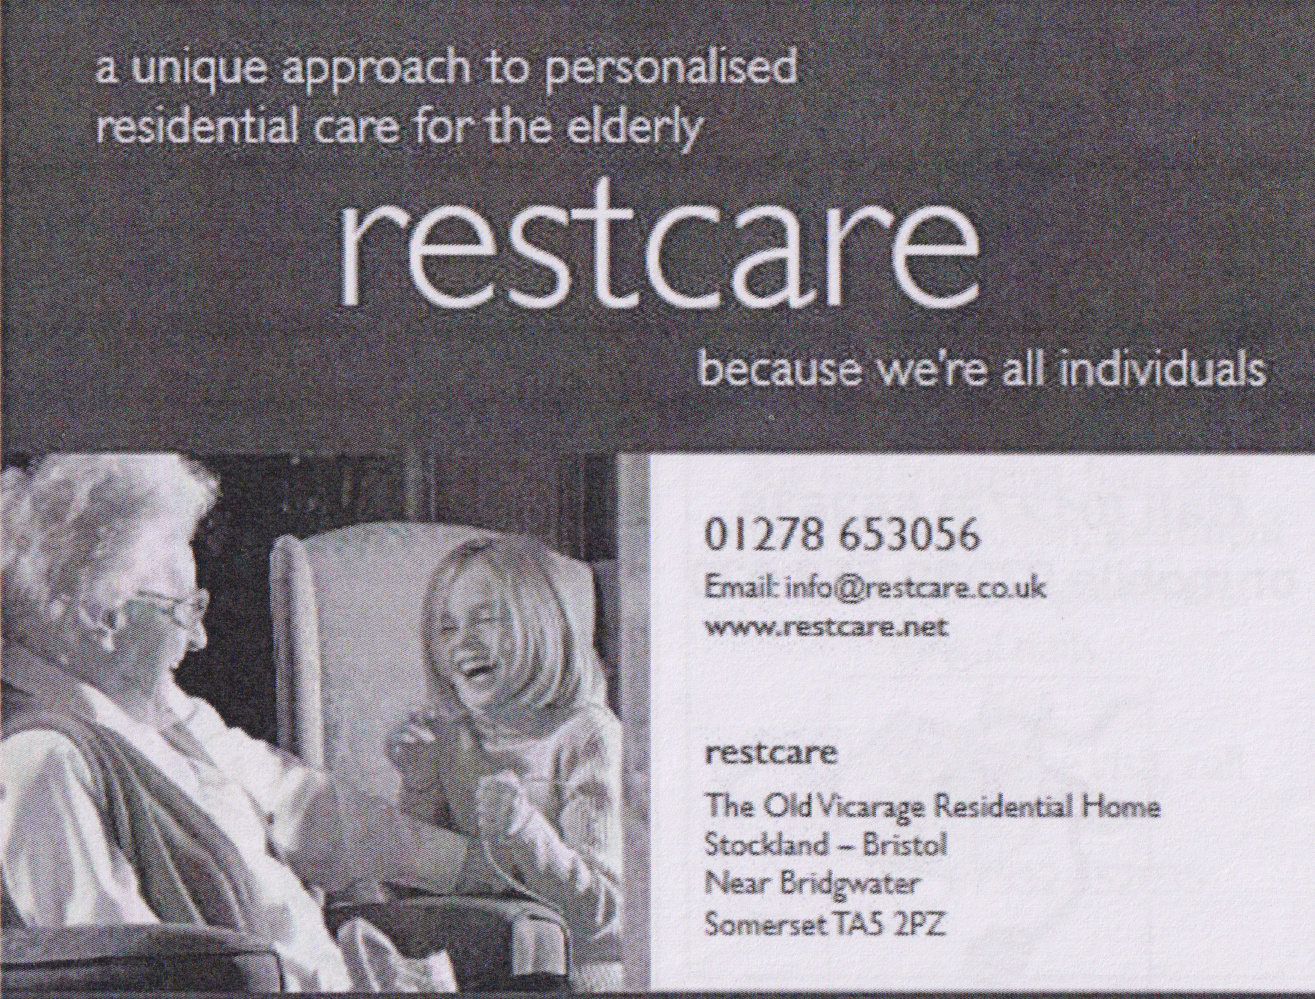 a unique approach to personalised
residential care for the elderly
restcare
because we're all individuals
01278 653056
Email: info@restcare.co.uk
www.restcare.net
restcare
The Old Vicarage Residential Home
Stockland – Bristol
Near Bridgwater
Somerset TA5 2PZ